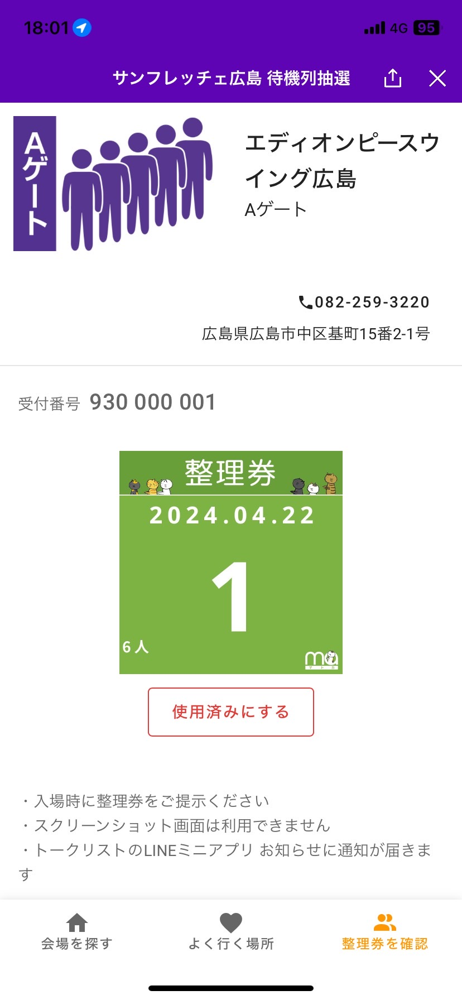 18:01
4G
95
サンフレッチェ広島 待機列抽選
Aゲート
エディオンピースウ
イング広島
Aゲート
082-259-3220
広島県広島市中区基町15番2-1号
受付番号 930 000 001
整理券
2024.04.22
1
6人
ma
マトカ
使用済みにする
・入場時に整理券をご提示ください
・スクリーンショット画面は利用できません
・トークリストのLINEミニアプリ お知らせに通知が届きま
す
会場を探す
よく行く場所
整理券を確認